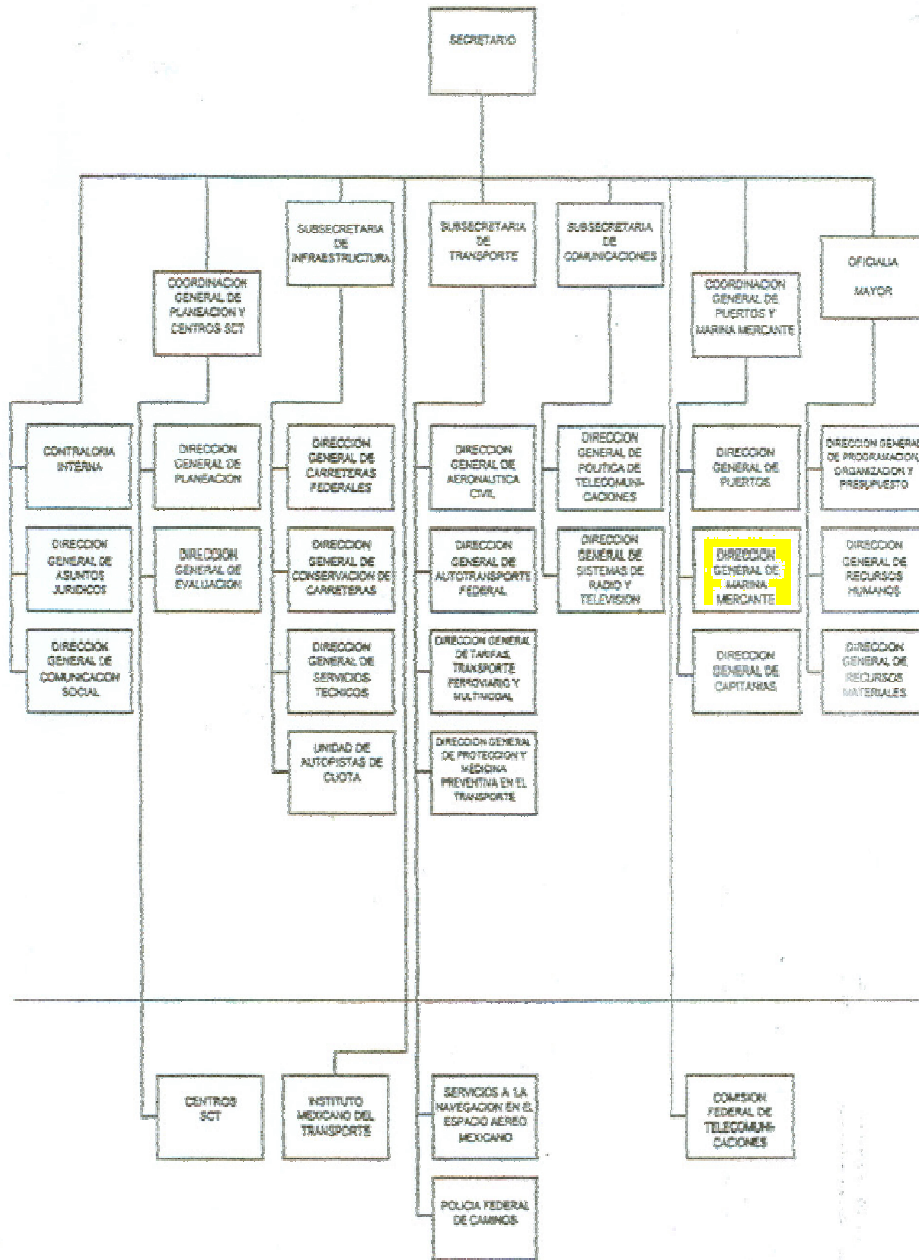 SECRETARIO
SUBSECRETARIA
DE
INFRAESTRUCTURA
SUBSECRETARIA
DE
TRANSPORTE
SUBSECRETARIA
DE
COMUNICACIONES
OFICIALIA
MAYOR
COORDINACION
GENERAL DE
PLANEACION Y
CENTROS SCT
COORDINACION
GENERAL DE
PUERTOS Y
MARINA MERCANTE
CONTRALORIA
INTERNA
DIRECCION
GENERAL DE
PLANEACION
DIRECCION
GENERAL DE
CARRETERAS
FEDERALES
DIRECCION
GENERAL DE
AERONAUTICA
CIVIL
DIRECCION
GENERAL DE
POLITICA DE
TELECOMUNI-
CACIONES
DIRECCION
GENERAL DE
PUERTOS
DIRECCION GENERAL
DE PROGRAMACION,
ORGANIZACION Y
PRESUPUESTO
DIRECCION
GENERAL DE
ASUNTOS
JURIDICOS
DIRECCION
GENERAL DE
EVALUACION
DIRECCION
GENERAL DE
CONSERVACION DE
CARRETERAS
DIRECCION
GENERAL DE
AUTOTRANSPORTE
FEDERAL
DIRECCION
GENERAL DE
SISTEMAS DE
RADIO Y
TELEVISION
DIRECCION
GENERAL DE
MARINA
MERCANTE
DIRECCION
GENERAL DE
RECURSOS
HUMANOS
DIRECCION
GENERAL DE
COMUNICACION
SOCIAL
DIRECCION
GENERAL DE
SERVICIOS
TECNICOS
DIRECCION GENERAL
DE TARIFAS,
TRANSPORTE
FERROVIARIO Y
MULTIMODAL
DIRECCION
GENERAL DE
CAPITANIAS
DIRECCION
GENERAL DE
RECURSOS
MATERIALES
UNIDAD DE
AUTOPISTAS DE
CUOTA
DIRECCION GENERAL
DE PROTECCION Y
MEDICINA
PREVENTIVA EN EL
TRANSPORTE
CENTROS
SCT
INSTITUTO
MEXICANO DEL
TRANSPORTE
SERVICIOS A LA
NAVEGACION EN EL
ESPACIO AEREO
MEXICANO
COMISION
FEDERAL DE
TELECOMUNI-
CACIONES
POLICIA FEDERAL
DE CAMINOS